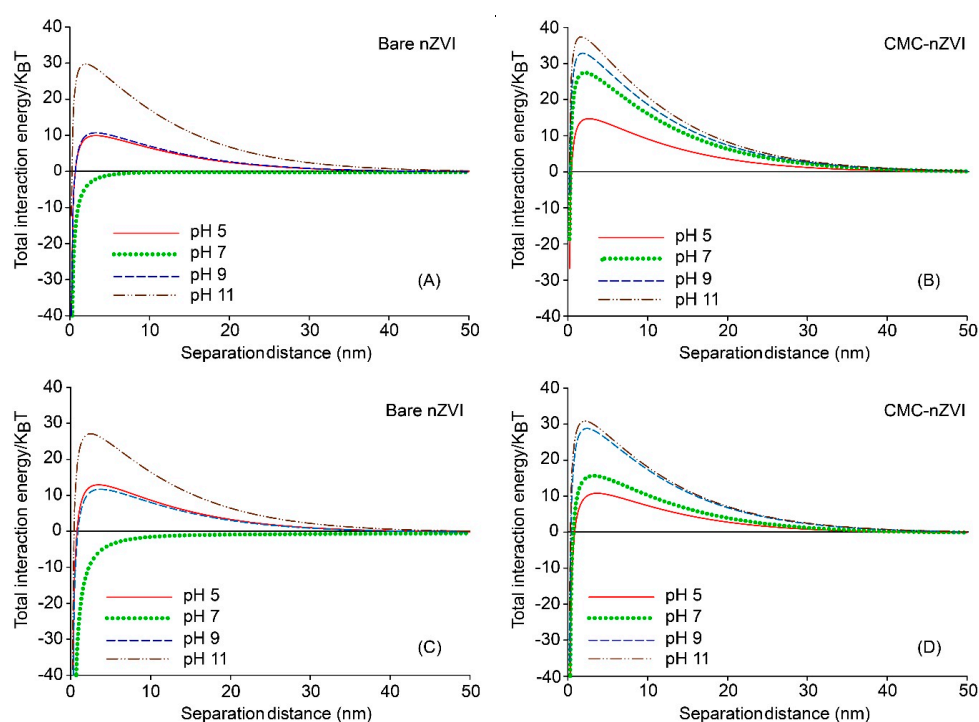 Bare nZVI
Total interaction energy/KBT
40
30
20
10
0
-10
-20
-30
-40
pH 5
pH 7
pH 9
pH 11
(A)
0
10
20
30
40
50
Separation distance (nm)
CMC-nZVI
Total interaction energy/KBT
40
30
20
10
0
-10
-20
-30
-40
pH 5
pH 7
pH 9
pH 11
(B)
0
10
20
30
40
50
Separation distance (nm)
Bare nZVI
Total interaction energy/KBT
40
30
20
10
0
-10
-20
-30
-40
pH 5
pH 7
pH 9
pH 11
(C)
0
10
20
30
40
50
Separation distance (nm)
CMC-nZVI
Total interaction energy/KBT
40
30
20
10
0
-10
-20
-30
-40
pH 5
pH 7
pH 9
pH 11
(D)
0
10
20
30
40
50
Separation distance (nm)